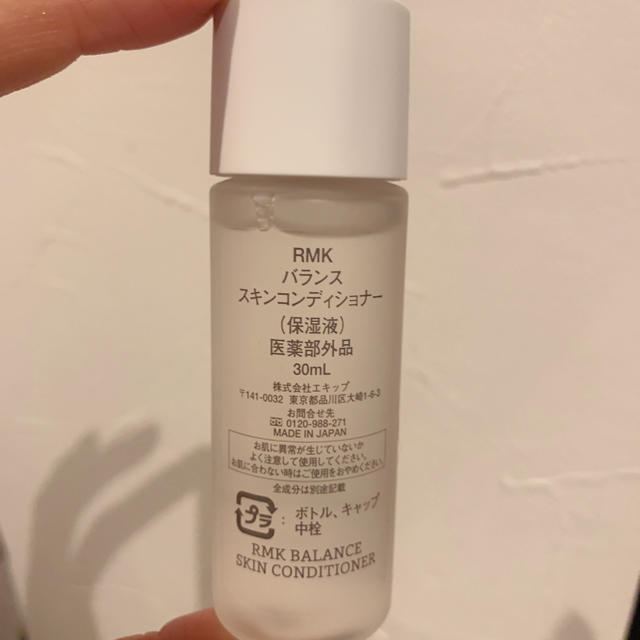 RMK
バランス
スキンコンディショナー
(保湿液)
医薬部外品
30mL
株式会社エキップ
〒141-0032 東京都品川区大崎1-6-3
お問合せ先
0120-988-271
MADE IN JAPAN
お肌に異常が生じていないか
よく注意して使用してください。
お肌に合わない時はご使用をおやめください。
全成分は別途記載
プラ : ボトル、キャップ
中栓
RMK BALANCE
SKIN CONDITIONER